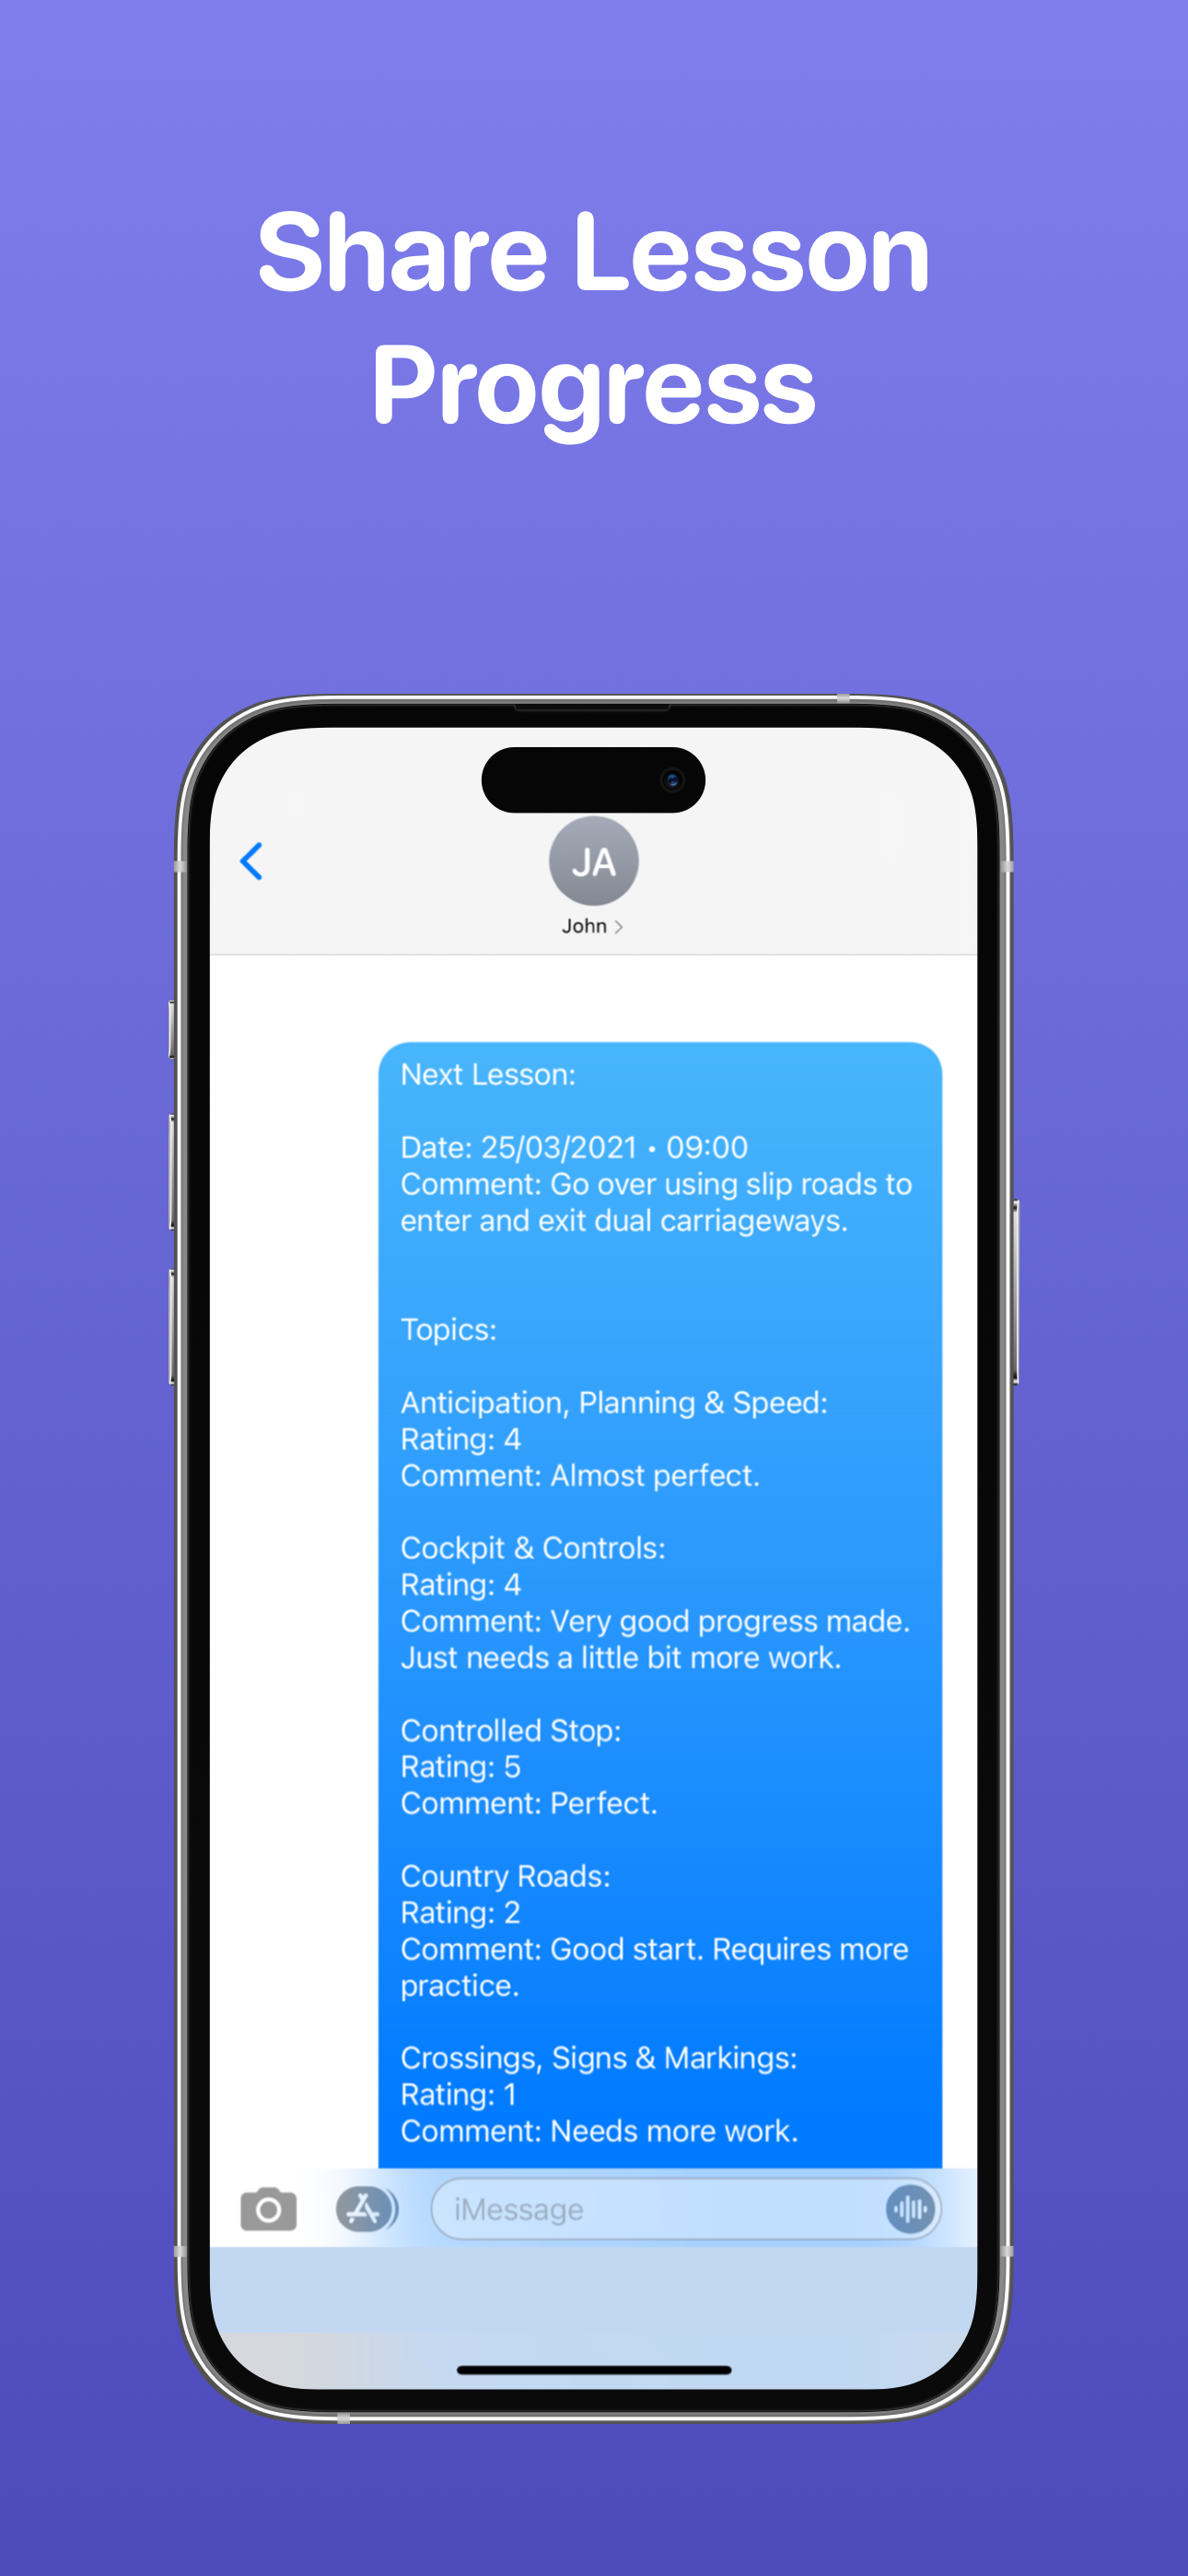 Share Lesson
Progress
JA
John
Next Lesson:
Date: 25/03/2021 • 09:00
Comment: Go over using slip roads to
enter and exit dual carriageways.
Topics:
Anticipation, Planning & Speed:
Rating: 4
Comment: Almost perfect.
Cockpit & Controls:
Rating: 4
Comment: Very good progress made.
Just needs a little bit more work.
Controlled Stop:
Rating: 5
Comment: Perfect.
Country Roads:
Rating: 2
Comment: Good start. Requires more
practice.
Crossings, Signs & Markings:
Rating: 1
Comment: Needs more work.
iMessage